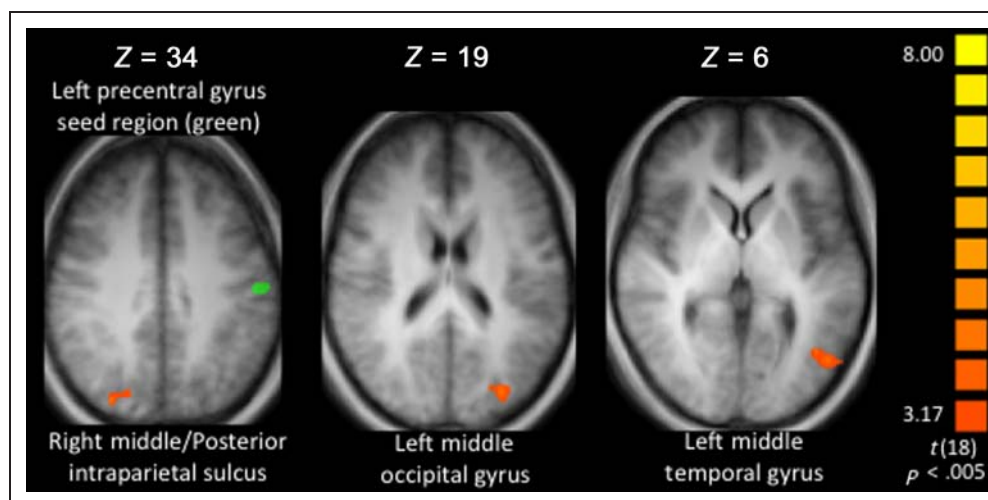 Z = 34
Left precentral gyrus
seed region (green)
Right middle/Posterior
intraparietal sulcus
Z = 19
Left middle
occipital gyrus
Z = 6
Left middle
temporal gyrus
8.00
3.17
t(18)
p < .005